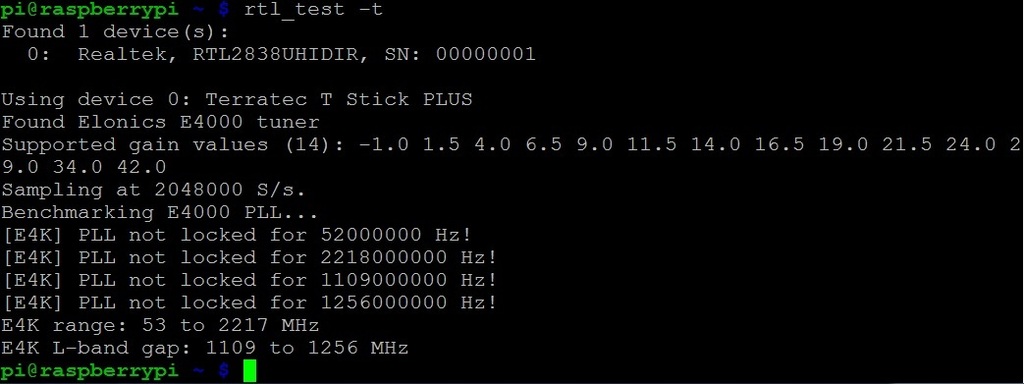 pi@raspberrypi ~ $ rtl_test -t
Found 1 device(s):
  0:  Realtek, RTL2838UHIDIR, SN: 00000001

Using device 0: Terratec T Stick PLUS
Found Elonics E4000 tuner
Supported gain values (14): -1.0 1.5 4.0 6.5 9.0 11.5 14.0 16.5 19.0 21.5 24.0 2
9.0 34.0 42.0
Sampling at 2048000 S/s.
Benchmarking E4000 PLL...
[E4K] PLL not locked for 52000000 Hz!
[E4K] PLL not locked for 2218000000 Hz!
[E4K] PLL not locked for 1109000000 Hz!
[E4K] PLL not locked for 1256000000 Hz!
E4K range: 53 to 2217 MHz
E4K L-band gap: 1109 to 1256 MHz
pi@raspberrypi ~ $